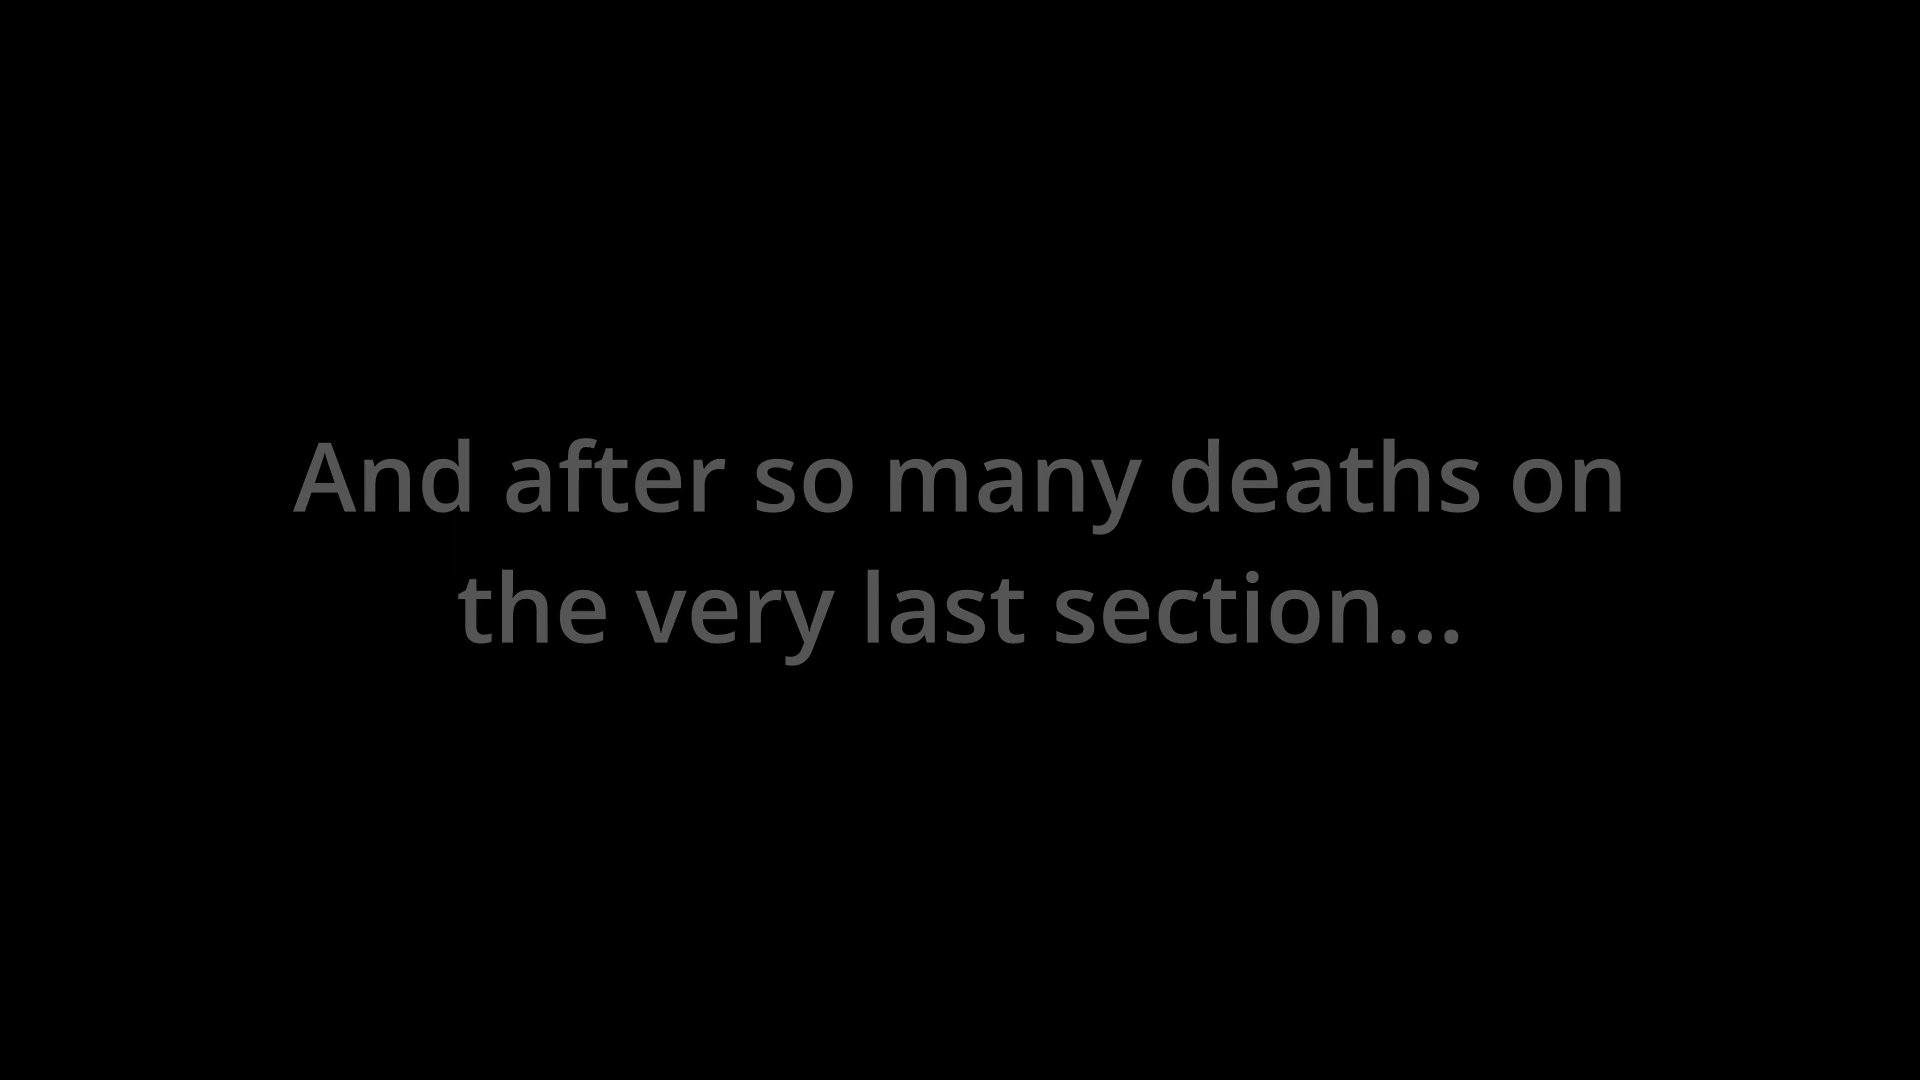 And after so many deaths on
the very last section...